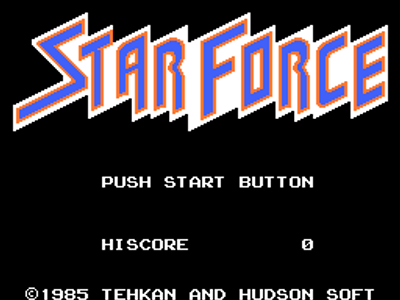 STAR FORCE
PUSH START BUTTON
HISCORE 0
©1985 TEHKAN AND HUDSON SOFT